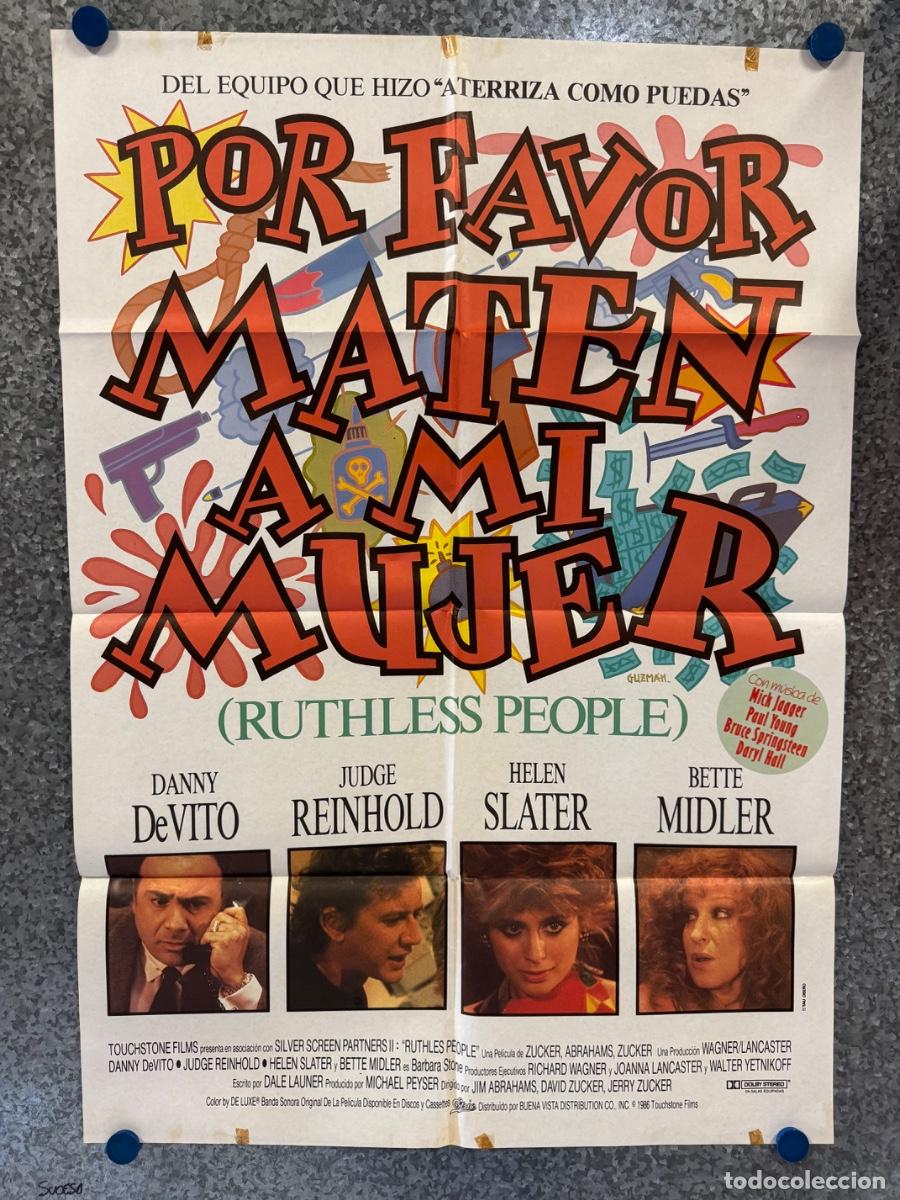 DEL EQUIPO QUE HIZO "ATERRIZA COMO PUEDAS"
POR FAVOR
MATEN
A MI
MUJER
GUZMÁN
(RUTHLESS PEOPLE)
Con música de
Mick Jagger
Paul Young
Bruce Springsteen
Daryl Hall
DANNY
DeVITO
JUDGE
REINHOLD
HELEN
SLATER
BETTE
MIDLER
TOUCHSTONE FILMS presenta en asociación con SILVER SCREEN PARTNERS II: "RUTHLES PEOPLE" Una Película de ZUCKER, ABRAHAMS, ZUCKER Una Producción WAGNER/LANCASTER
DANNY DeVITO • JUDGE REINHOLD • HELEN SLATER y BETTE MIDLER es Barbara Stone Productores Ejecutivos RICHARD WAGNER y JOANNA LANCASTER y WALTER YETNIKOFF
Escrito por DALE LAUNER Producido por MICHAEL PEYSER Dirigido por JIM ABRAHAMS, DAVID ZUCKER, JERRY ZUCKER
DOLBY STEREO
EN SALAS EQUIPADAS
Color by DE LUXE® Banda Sonora Original De La Película Disponible En Discos y Cassettes Distribuido por BUENA VISTA DISTRIBUTION CO., INC. © 1986 Touchstone Films
SUCESO
todocoleccion